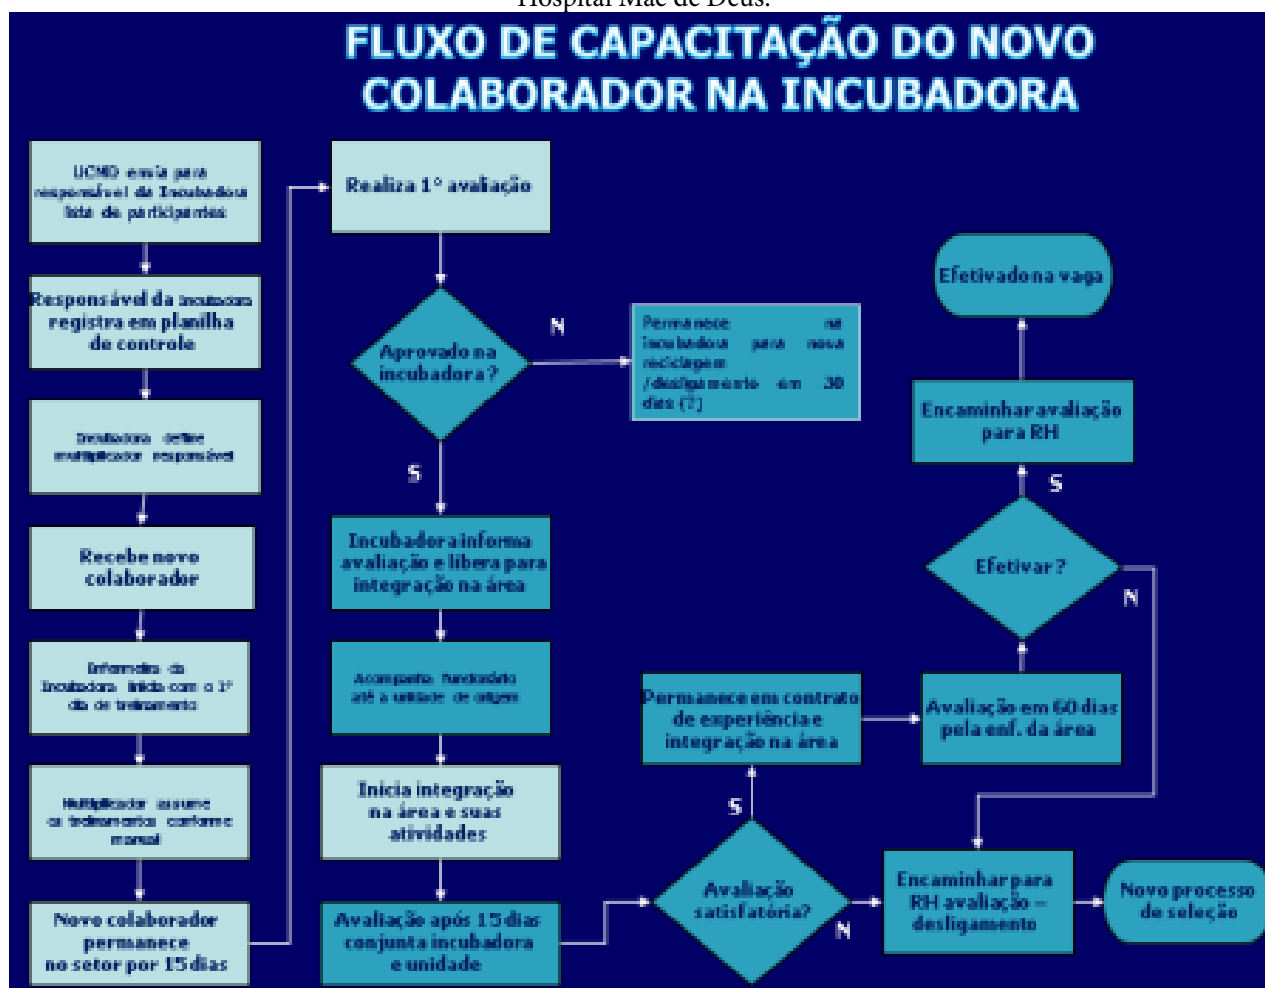 Hospital Mãe de Deus.
FLUXO DE CAPACITAÇÃO DO NOVO
COLABORADOR NA INCUBADORA
UCMD envia para
responsável da Incubadora
lista de participantes
Responsável da Incubadora
registra em planilha
de controle
Incubadora define
multiplicador responsável
Recebe novo
colaborador
Enfermeira da
Incubadora inicia com o 1º
dia de treinamento
Multiplicador assume
os treinamentos conforme
manual
Novo colaborador
permanece
no setor por 15 dias
Realiza 1º avaliação
Aprovado na
incubadora?
N
Permanece na
incubadora para nova
reciclagem
/desligamento em 30
dias (?)
S
Incubadora informa
avaliação e libera para
integração na área
Acompanha funcionário
até a unidade de origem
Inicia integração
na área e suas
atividades
Avaliação após 15 dias
conjunta incubadora
e unidade
Avaliação
satisfatória?
S
N
Permanece em contrato
de experiência e
integração na área
Avaliação em 60 dias
pela enf. da área
Efetivar?
S
N
Encaminhar avaliação
para RH
Efetivado na vaga
Encaminhar para
RH avaliação –
desligamento
Novo processo
de seleção